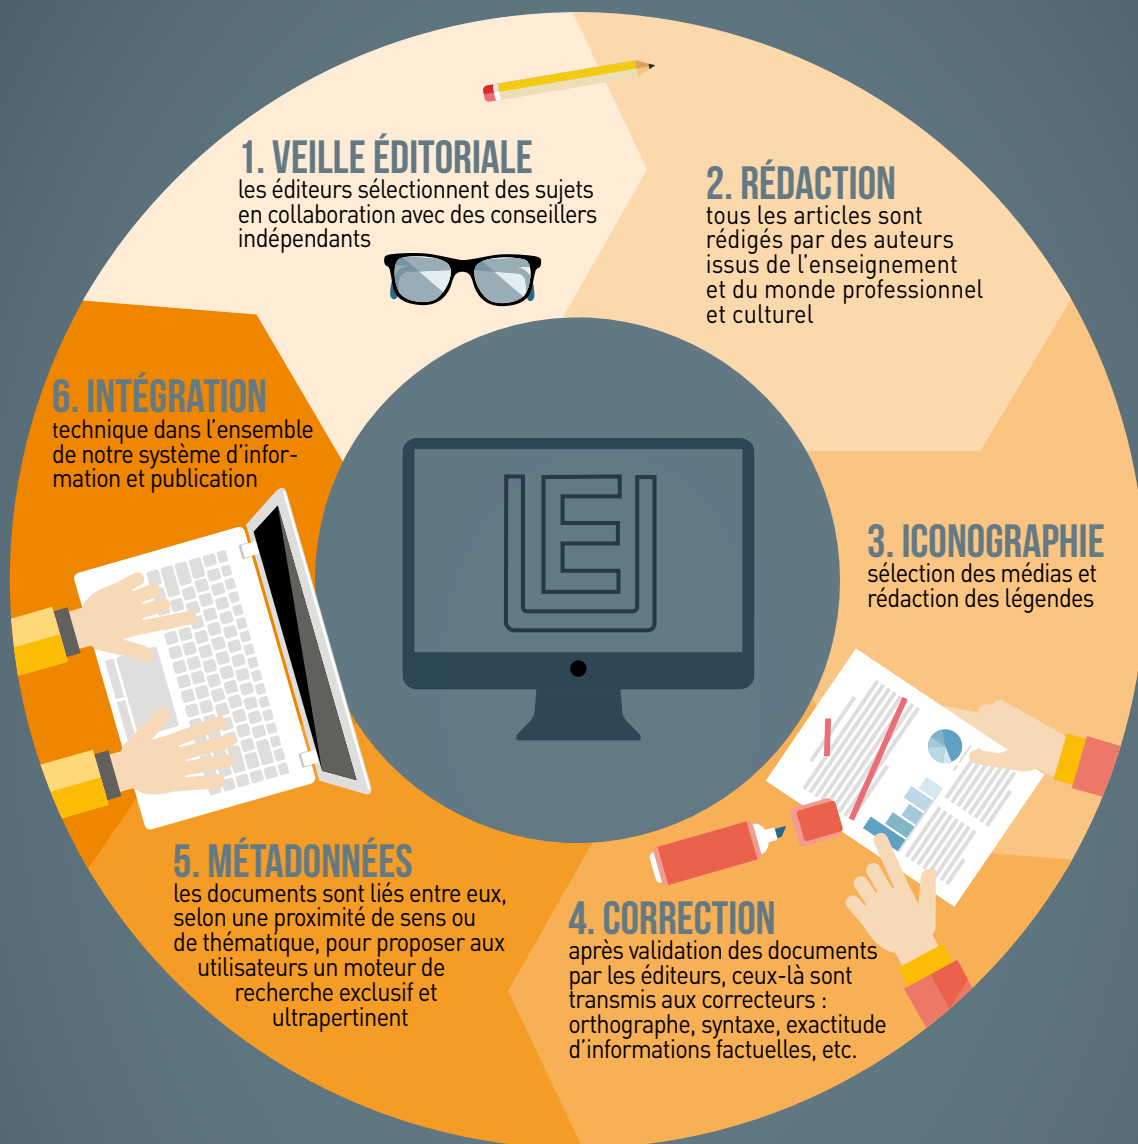 1. VEILLE ÉDITORIALE
les éditeurs sélectionnent des sujets
en collaboration avec des conseillers
indépendants
2. RÉDACTION
tous les articles sont
rédigés par des auteurs
issus de l'enseignement
et du monde professionnel
et culturel
3. ICONOGRAPHIE
sélection des médias et
rédaction des légendes
4. CORRECTION
après validation des documents
par les éditeurs, ceux-là sont
transmis aux correcteurs :
orthographe, syntaxe, exactitude
d'informations factuelles, etc.
5. MÉTADONNÉES
les documents sont liés entre eux,
selon une proximité de sens ou
de thématique, pour proposer aux
utilisateurs un moteur de
recherche exclusif et
ultrapertinent
6. INTÉGRATION
technique dans l'ensemble
de notre système d'infor-
mation et publication